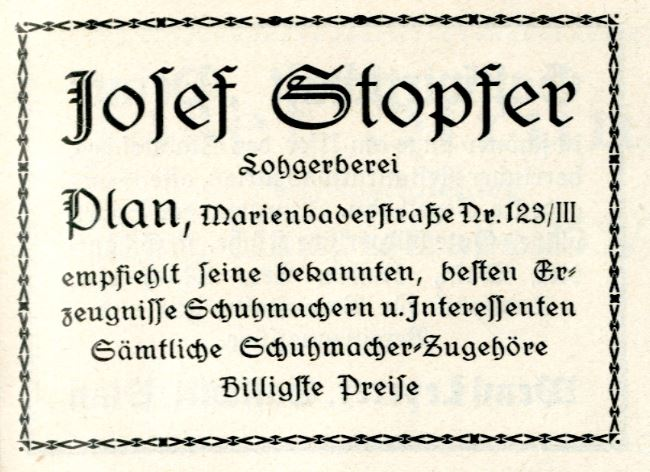 Josef Stopfer
Lohgerberei
Plan, Marienbaderstraße Nr. 123/III
empfiehlt seine bekannten, besten Er-
zeugnisse Schuhmachern u. Interessenten
Sämtliche Schuhmacher-Zugehöre
Billigste Preise